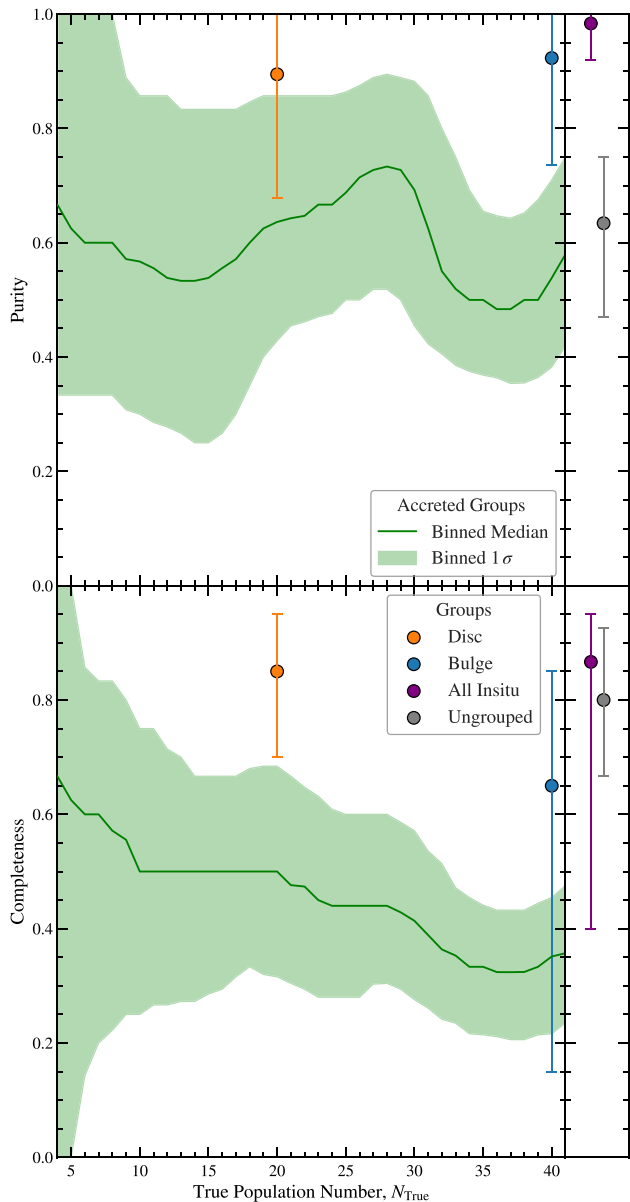 1.0
0.8
0.6
Purity
0.4
0.2
Accreted Groups
Binned Median
Binned 1 σ
0.0
Groups
Disc
Bulge
All Insitu
Ungrouped
0.8
0.6
Completeness
0.4
0.2
0.0
5 10 15 20 25 30 35 40
True Population Number, N_True